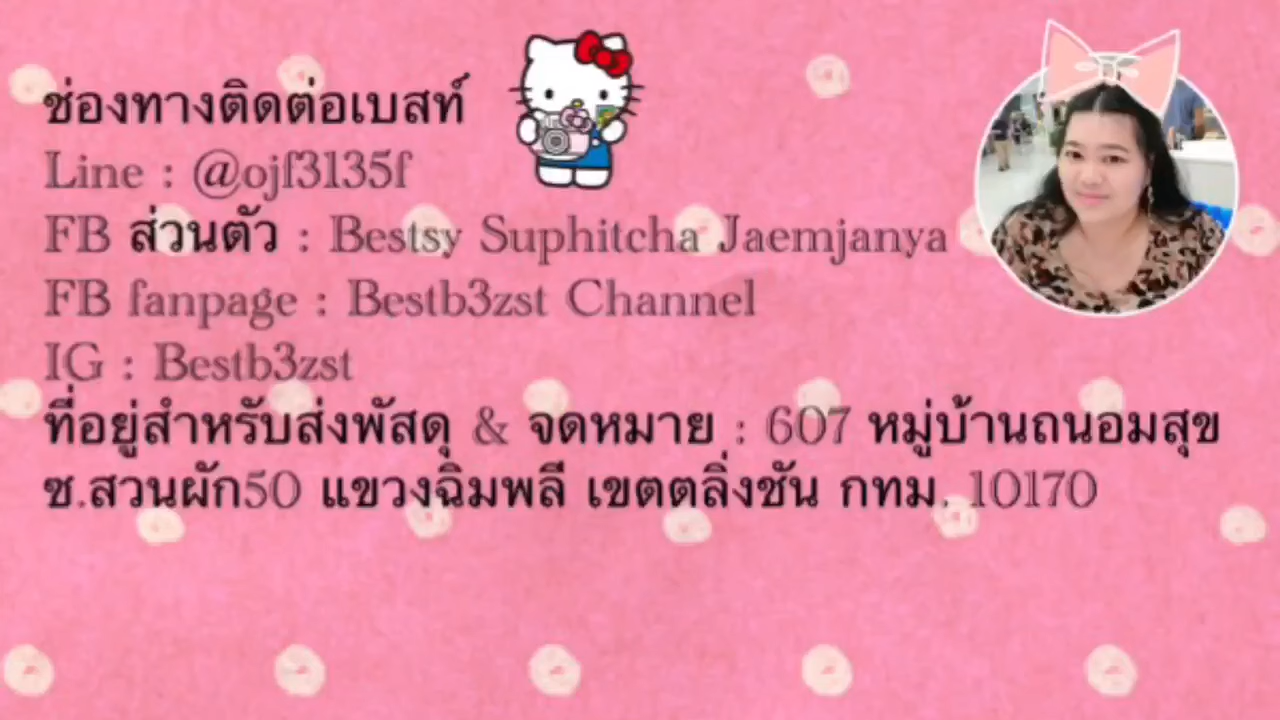 ช่องทางติดต่อเบสท์
Line : @ojf3135f
FB ส่วนตัว : Bestsy Suphitcha Jaemjanya
FB fanpage : Bestb3zst Channel
IG : Bestb3zst
ที่อยู่สำหรับส่งพัสดุ & จดหมาย : 607 หมู่บ้านถนอมสุข
ซ.สวนผัก50 แขวงฉิมพลี เขตตลิ่งชัน กทม. 10170